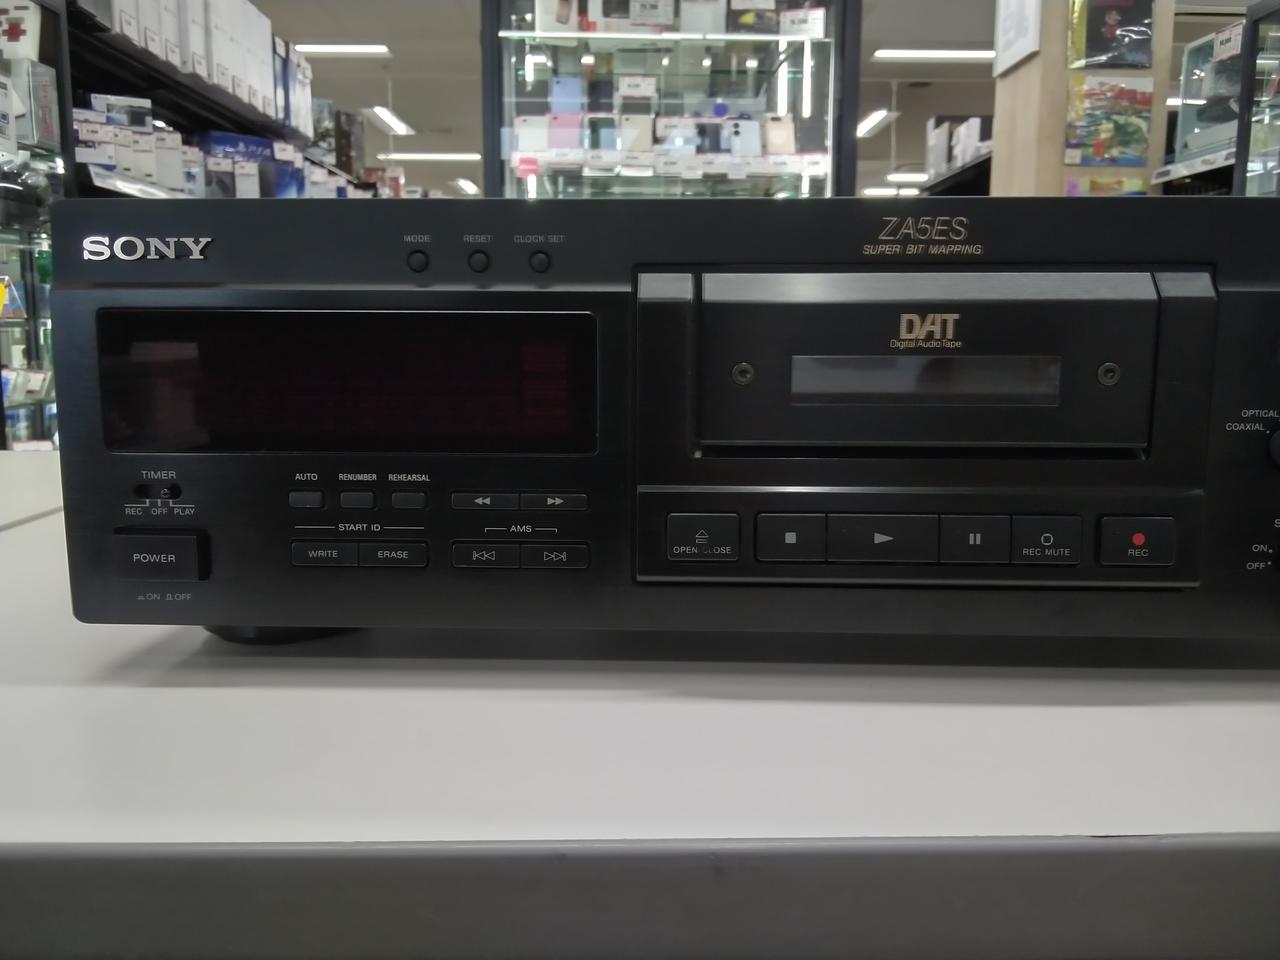 SONY
MODE
RESET
CLOCK SET
ZA5ES
SUPER BIT MAPPING
DAT
Digital Audio Tape
OPTICAL
COAXIAL
TIMER
REC OFF PLAY
AUTO
RENUMBER
REHEARSAL
START ID
WRITE
ERASE
AMS
POWER
ON OFF
OPEN CLOSE
REC MUTE
REC
ON
OFF
PS4